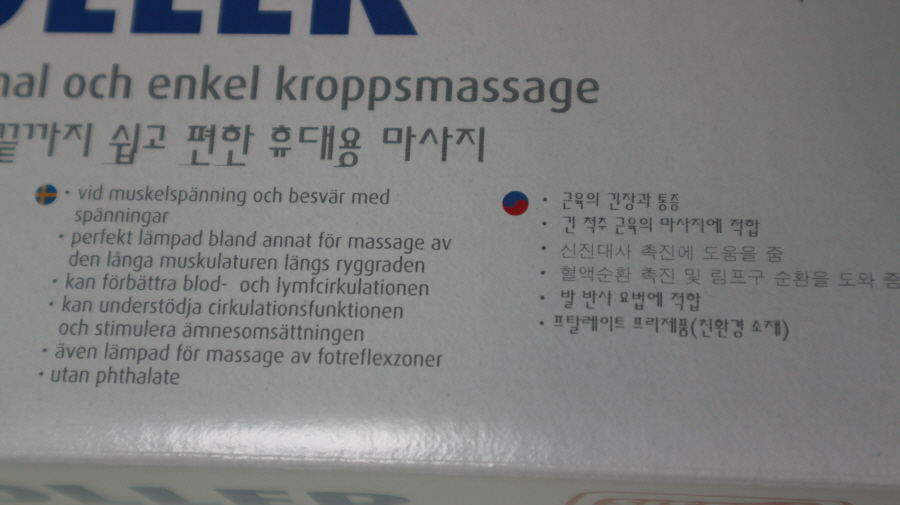 och enkel kroppsmassage
쉽고 편한 휴대용 마사지
• vid muskelspänning och besvär med
spänningar
• perfekt lämpad bland annat för massage av
den långa muskulaturen längs ryggraden
• kan förbättra blod- och lymfcirkulationen
• kan understödja cirkulationsfunktionen
och stimulera ämnesomsättningen
• även lämpad för massage av fotreflexzoner
• utan phthalate
• 근육의 긴장과 통증
• 긴 척추 근육의 마사지에 적합
• 신진대사 촉진에 도움을 줌
• 혈액순환 촉진 및 림프구 순환을 도와 줌
• 발 반사 요법에 적합
• 프탈레이트 프리제품(친환경 소재)